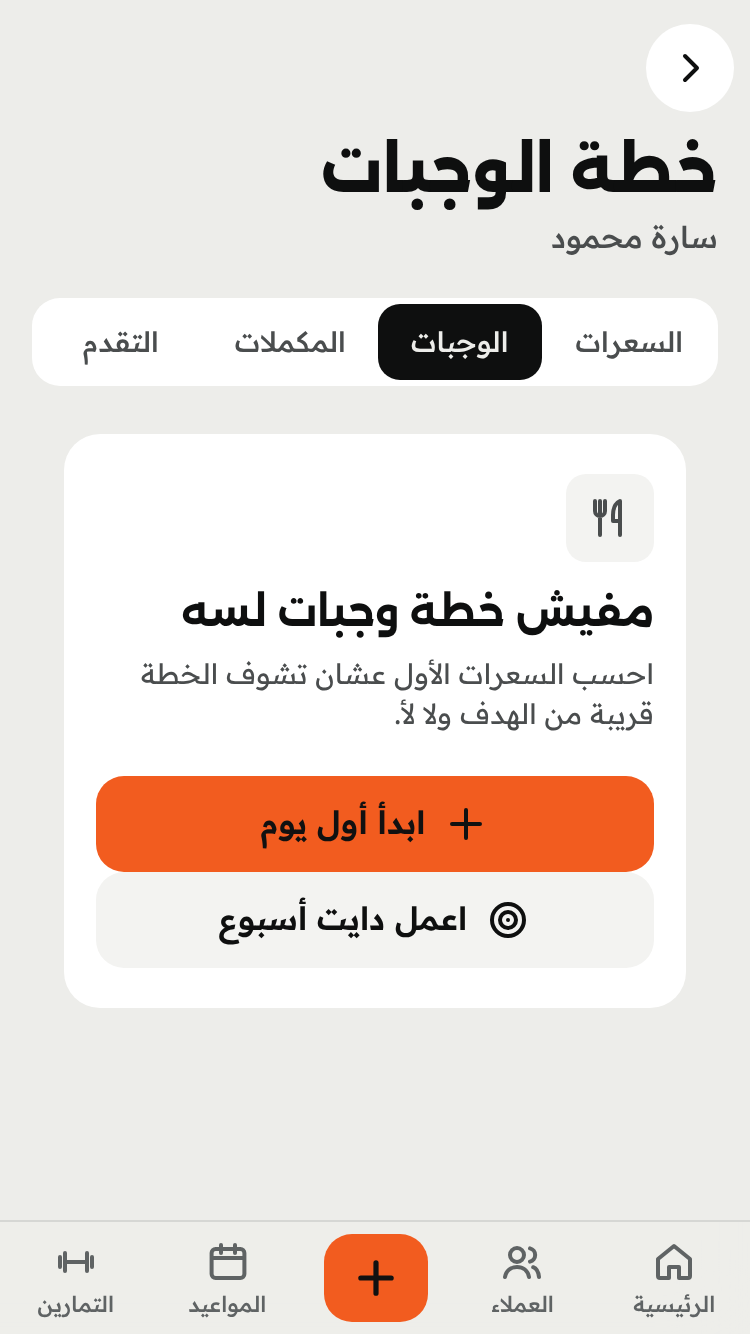 خطة الوجبات
سارة محمود
السعرات
الوجبات
المكملات
التقدم
مفيش خطة وجبات لسه
احسب السعرات الأول عشان تشوف الخطة
قريبة من الهدف ولا لأ.
ابدأ أول يوم
اعمل دايت أسبوع
الرئيسية
العملاء
المواعيد
التمارين